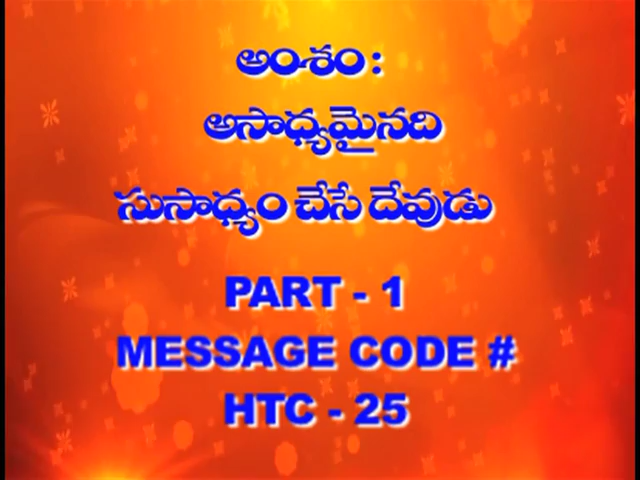 అంశం :
అసాధ్యమైనది
సుసాధ్యం చేసే దేవుడు
PART - 1
MESSAGE CODE #
HTC - 25